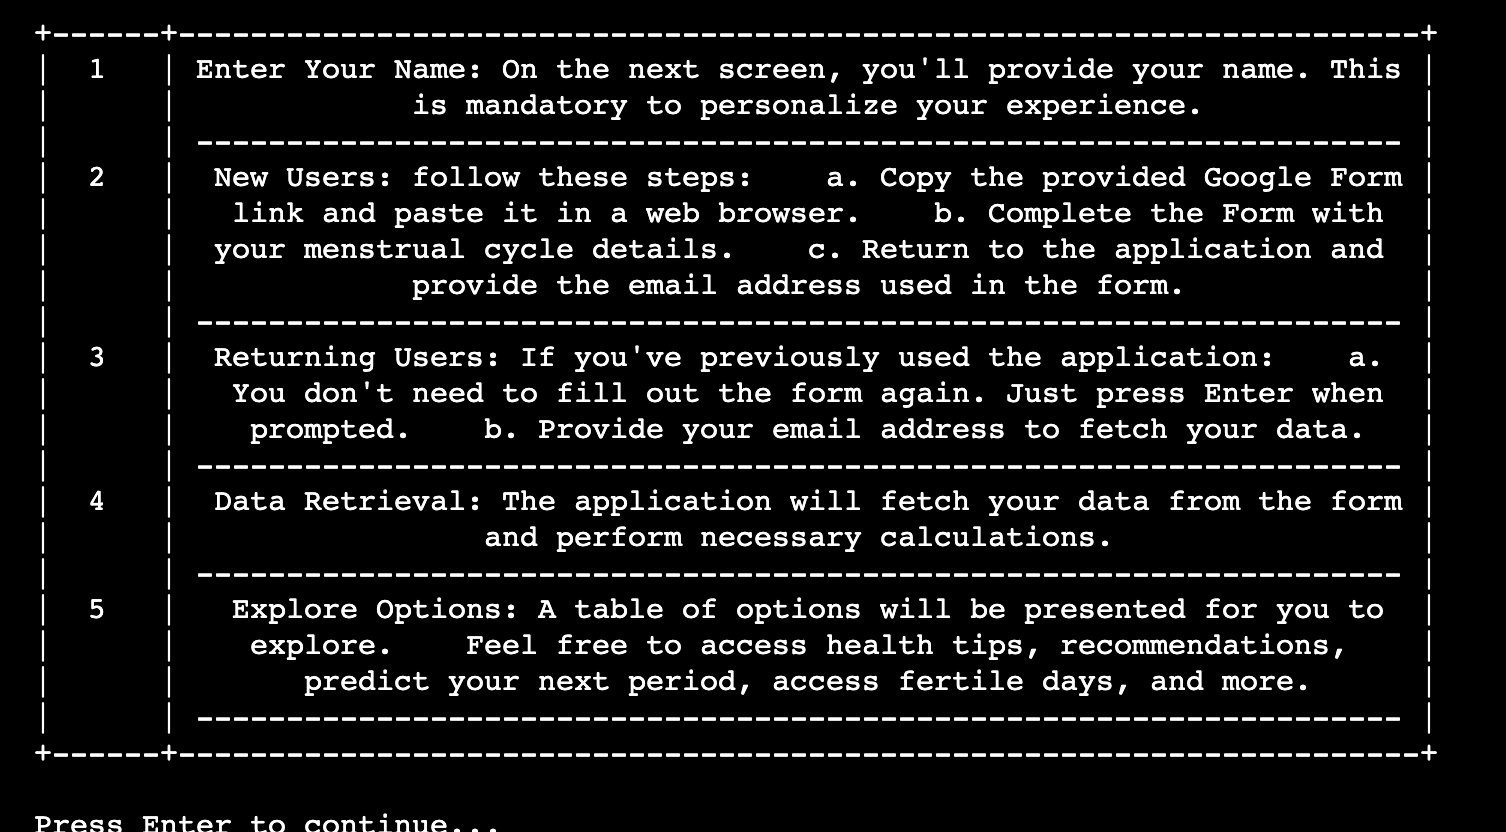 1 Enter Your Name: On the next screen, you'll provide your name. This
is mandatory to personalize your experience.
2 New Users: follow these steps: a. Copy the provided Google Form
link and paste it in a web browser. b. Complete the Form with
your menstrual cycle details. c. Return to the application and
provide the email address used in the form.
3 Returning Users: If you've previously used the application: a.
You don't need to fill out the form again. Just press Enter when
prompted. b. Provide your email address to fetch your data.
4 Data Retrieval: The application will fetch your data from the form
and perform necessary calculations.
5 Explore Options: A table of options will be presented for you to
explore. Feel free to access health tips, recommendations,
predict your next period, access fertile days, and more.
Press Enter to continue...